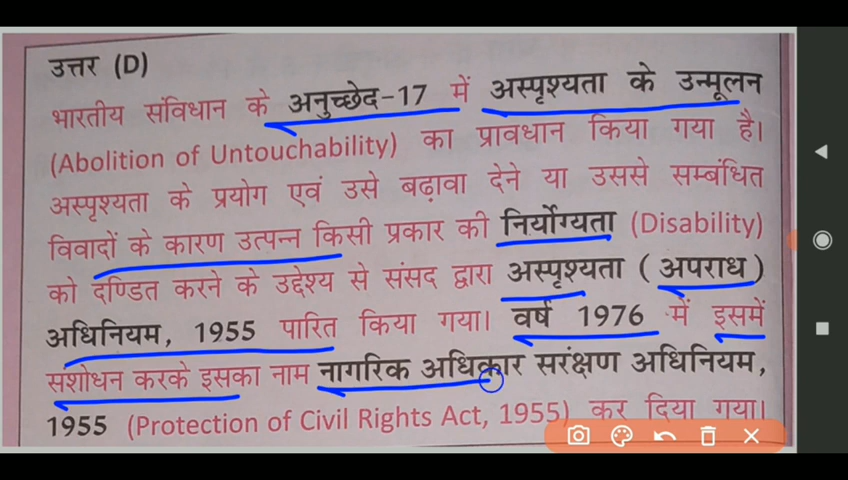 उत्तर (D)
भारतीय संविधान के अनुच्छेद-17 में अस्पृश्यता के उन्मूलन
(Abolition of Untouchability) का प्रावधान किया गया है।
अस्पृश्यता के प्रयोग एवं उसे बढ़ावा देने या उससे सम्बंधित
विवादों के कारण उत्पन्न किसी प्रकार की निर्योग्यता (Disability)
को दण्डित करने के उद्देश्य से संसद द्वारा अस्पृश्यता (अपराध)
अधिनियम, 1955 पारित किया गया। वर्ष 1976 में इसमें
संशोधन करके इसका नाम नागरिक अधिकार सरंक्षण अधिनियम,
1955 (Protection of Civil Rights Act, 1955) कर दिया गया।